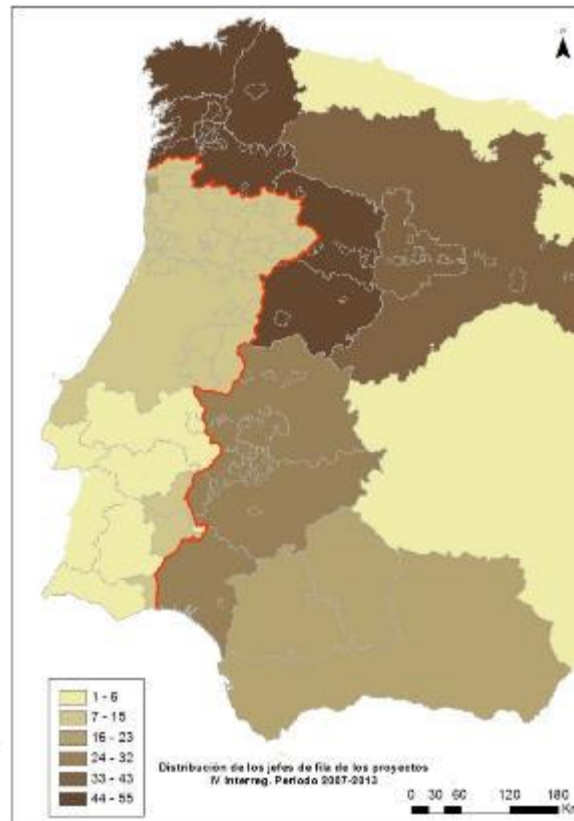 1 - 6
7 - 15
16 - 23
24 - 32
33 - 43
44 - 55
Distribución de los jefes de fila de los proyectos
IV Interreg. Periodo 2007-2013
0 30 60 120 180
Km